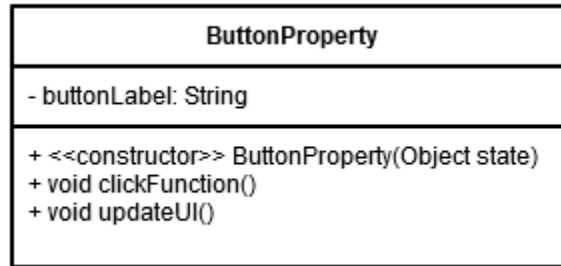 ButtonProperty
- buttonLabel: String
+ <<constructor>> ButtonProperty(Object state)
+ void clickFunction()
+ void updateUI()